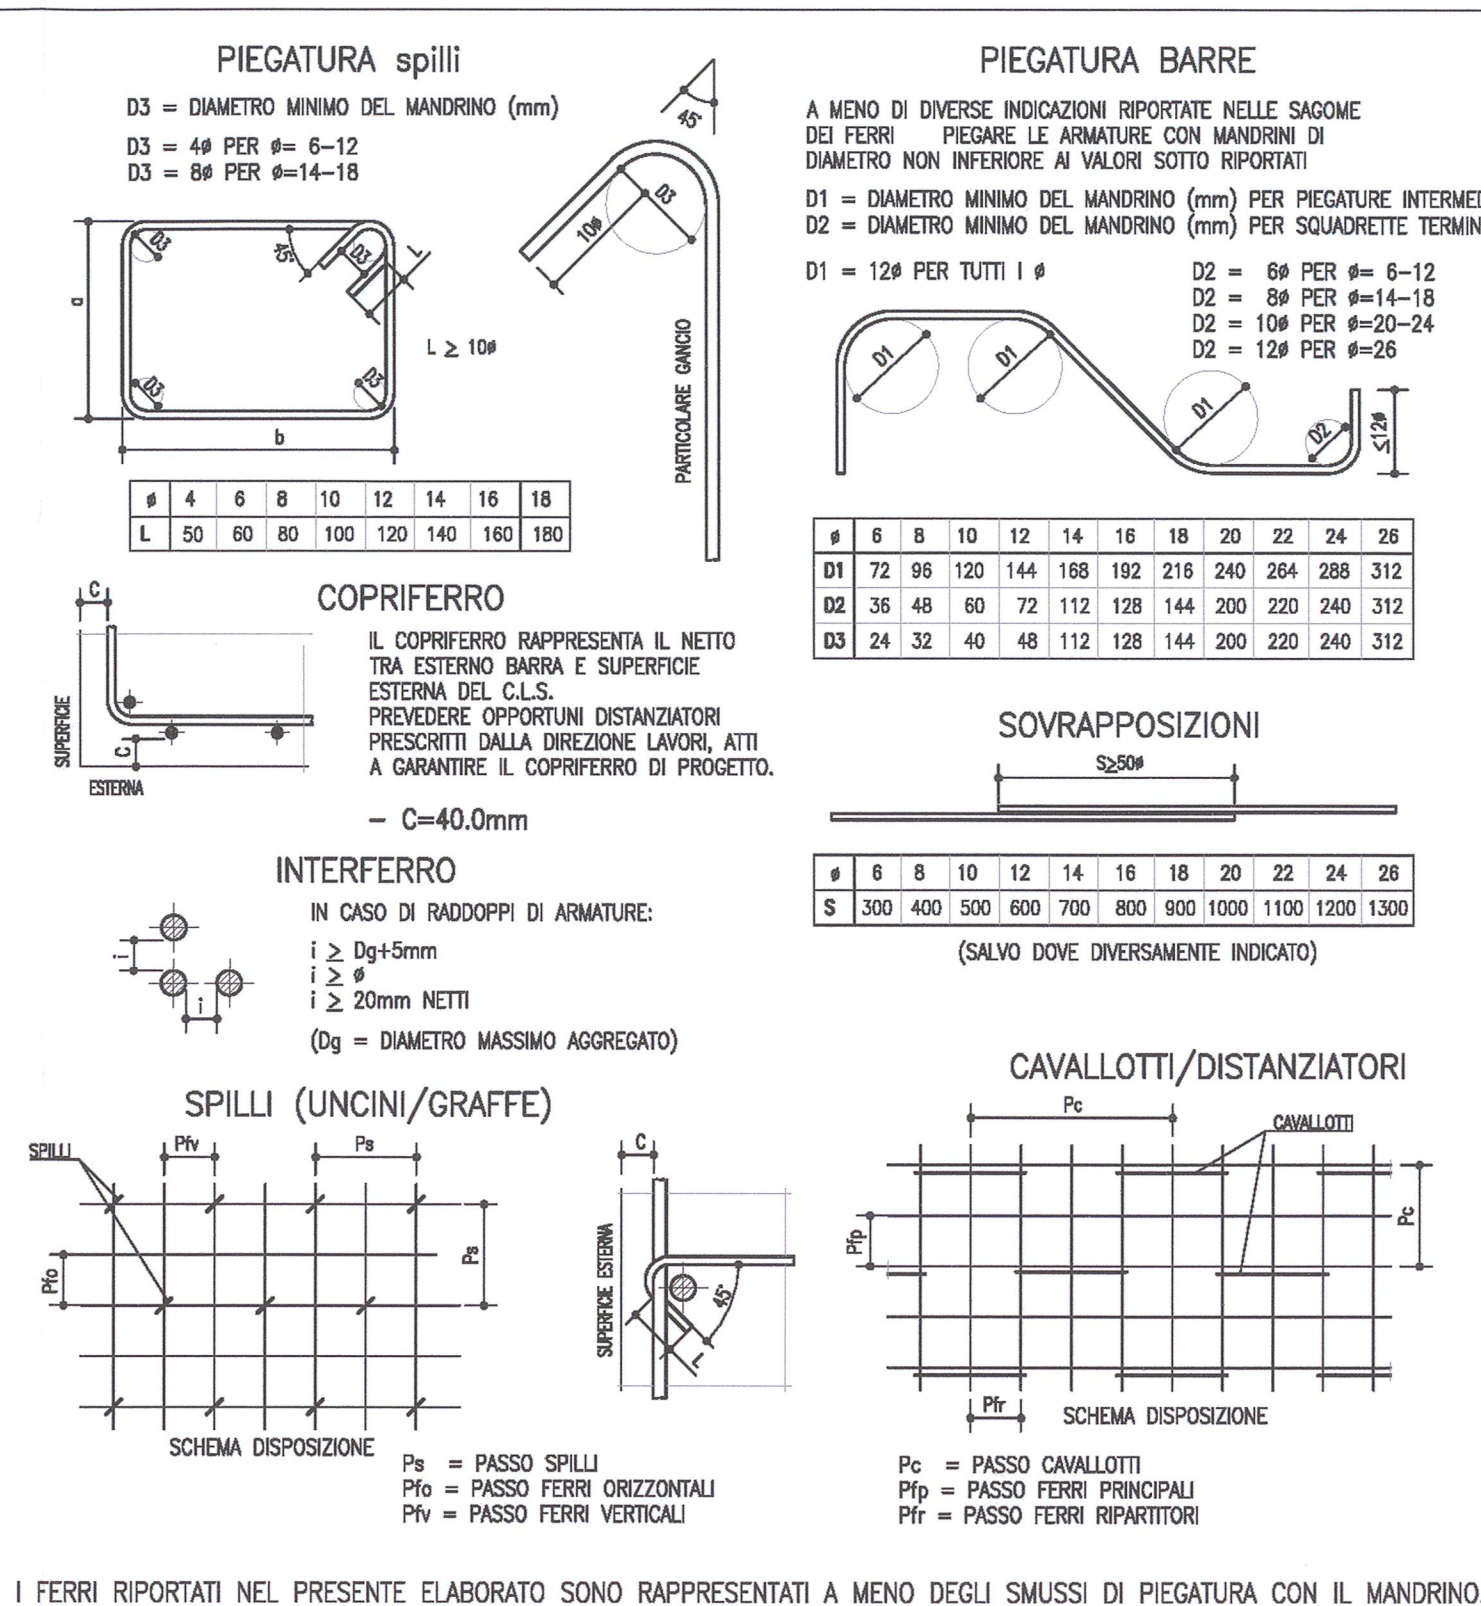 PIEGATURA spilli
D3 = DIAMETRO MINIMO DEL MANDRINO (mm)
D3 = 4ø PER ø= 6-12
D3 = 8ø PER ø=14-18
45°
D3
10ø
PARTICOLARE GANCIO
D3
45°
D3
L
a
L ≥ 10ø
D3
D3
b
ø 4 6 8 10 12 14 16 18
L 50 60 80 100 120 140 160 180
PIEGATURA BARRE
A MENO DI DIVERSE INDICAZIONI RIPORTATE NELLE SAGOME
DEI FERRI PIEGARE LE ARMATURE CON MANDRINI DI
DIAMETRO NON INFERIORE AI VALORI SOTTO RIPORTATI
D1 = DIAMETRO MINIMO DEL MANDRINO (mm) PER PIEGATURE INTERMED
D2 = DIAMETRO MINIMO DEL MANDRINO (mm) PER SQUADRETTE TERMIN
D1 = 12ø PER TUTTI I ø
D2 = 6ø PER ø= 6-12
D2 = 8ø PER ø=14-18
D2 = 10ø PER ø=20-24
D2 = 12ø PER ø=26
D1
D1
D1
D2
≤12ø
ø 6 8 10 12 14 16 18 20 22 24 26
D1 72 96 120 144 168 192 216 240 264 288 312
D2 36 48 60 72 112 128 144 200 220 240 312
D3 24 32 40 48 112 128 144 200 220 240 312
COPRIFERRO
C
SUPERFICIE
C
ESTERNA
IL COPRIFERRO RAPPRESENTA IL NETTO
TRA ESTERNO BARRA E SUPERFICIE
ESTERNA DEL C.L.S.
PREVEDERE OPPORTUNI DISTANZIATORI
PRESCRITTI DALLA DIREZIONE LAVORI, ATTI
A GARANTIRE IL COPRIFERRO DI PROGETTO.
- C=40.0mm
SOVRAPPOSIZIONI
S≥50ø
ø 6 8 10 12 14 16 18 20 22 24 26
S 300 400 500 600 700 800 900 1000 1100 1200 1300
(SALVO DOVE DIVERSAMENTE INDICATO)
INTERFERRO
IN CASO DI RADDOPPI DI ARMATURE:
i ≥ Dg+5mm
i ≥ ø
i ≥ 20mm NETTI
(Dg = DIAMETRO MASSIMO AGGREGATO)
i
i
SPILLI (UNCINI/GRAFFE)
SPILLI
Pfv
Ps
Ps
Pfo
SCHEMA DISPOSIZIONE
C
SUPERFICIE ESTERNA
45°
L
Ps = PASSO SPILLI
Pfo = PASSO FERRI ORIZZONTALI
Pfv = PASSO FERRI VERTICALI
CAVALLOTTI/DISTANZIATORI
Pc
CAVALLOTTI
Pc
Pfp
Pfr
SCHEMA DISPOSIZIONE
Pc = PASSO CAVALLOTTI
Pfp = PASSO FERRI PRINCIPALI
Pfr = PASSO FERRI RIPARTITORI
I FERRI RIPORTATI NEL PRESENTE ELABORATO SONO RAPPRESENTATI A MENO DEGLI SMUSSI DI PIEGATURA CON IL MANDRINO.